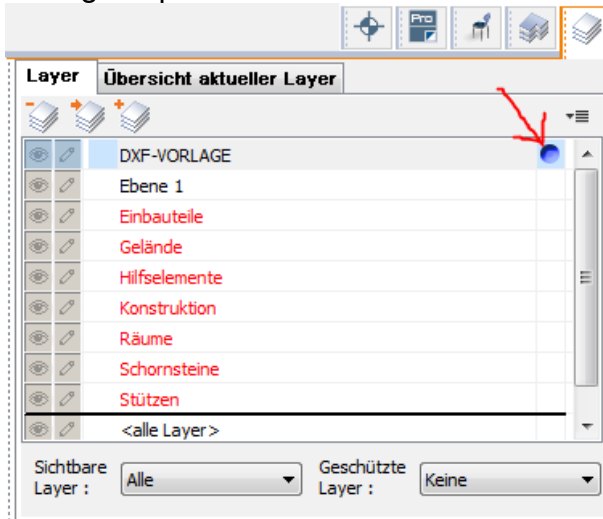 Pro
Layer Übersicht aktueller Layer
DXF-VORLAGE
Ebene 1
Einbauteile
Gelände
Hilfselemente
Konstruktion
Räume
Schornsteine
Stützen
<alle Layer>
Sichtbare Layer : Alle Geschützte Layer : Keine